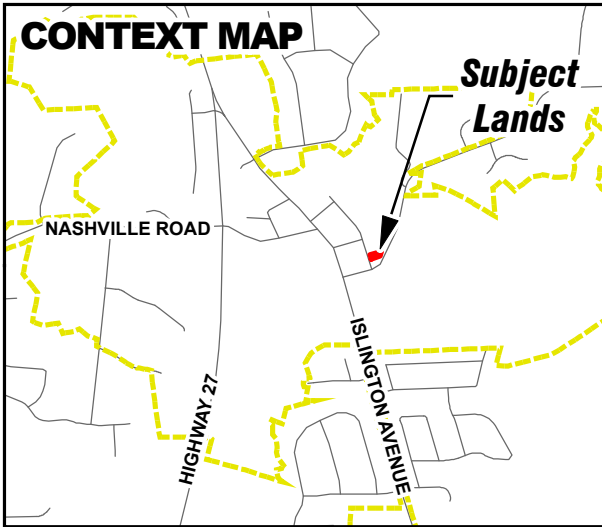 CONTEXT MAP
Subject
Lands
NASHVILLE ROAD
ISLINGTON AVENUE
HIGHWAY 27